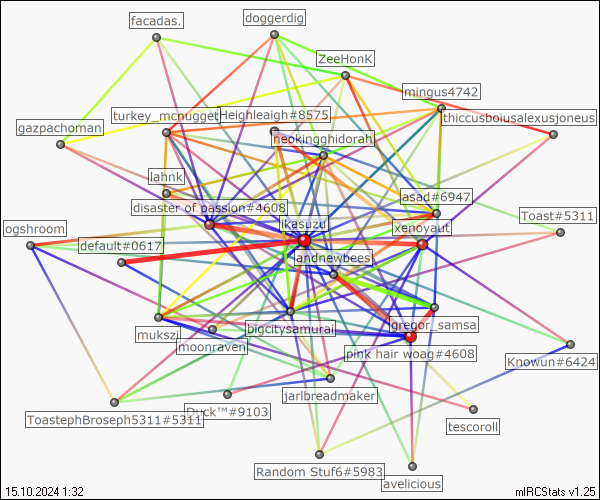 facadas.
doggerdig
ZeeHonK
mingus4742
turkey_mcnugget
Heighleaigh#8575
thiccusboiusalexusjoneus
gazpachoman
neokingghidorah
lahnk
asad#6947
disaster of passion#4608
ogshroom
ikasuzu
xenoyaut
Toast#5311
default#0617
andnewbees
bigcitysamurai
gregor_samsa
mukszi
moonraven
pink hair woag#4608
Knowun#6424
jarlbreadmaker
ToastephBroseph5311#5311
Duck™#9103
tescoroll
Random Stuf6#5983
avelicious
15.10.2024 1:32
mIRCStats v1.25